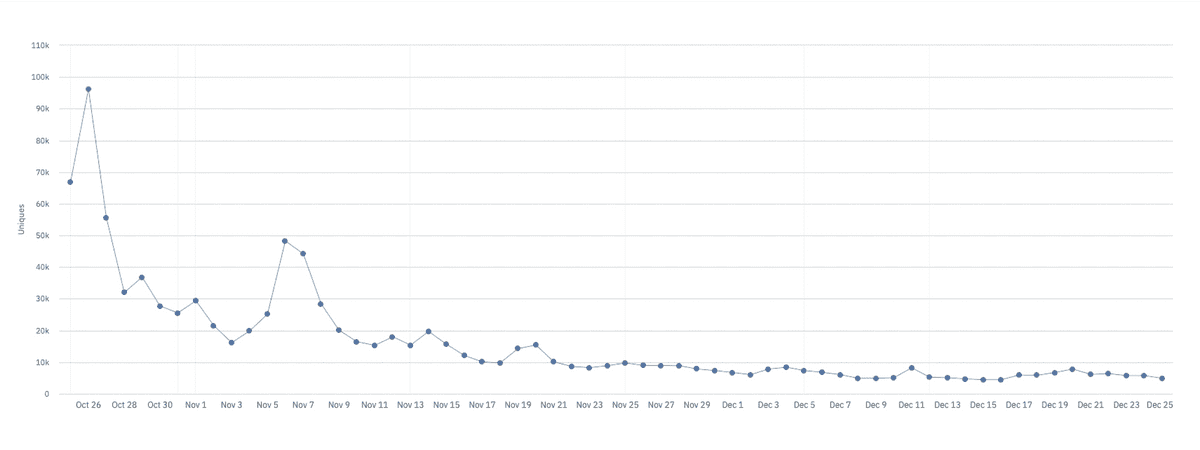 110k
100k
90k
80k
70k
60k
50k
40k
30k
20k
10k
0
Uniques
Oct 26 Oct 28 Oct 30 Nov 1 Nov 3 Nov 5 Nov 7 Nov 9 Nov 11 Nov 13 Nov 15 Nov 17 Nov 19 Nov 21 Nov 23 Nov 25 Nov 27 Nov 29 Dec 1 Dec 3 Dec 5 Dec 7 Dec 9 Dec 11 Dec 13 Dec 15 Dec 17 Dec 19 Dec 21 Dec 23 Dec 25